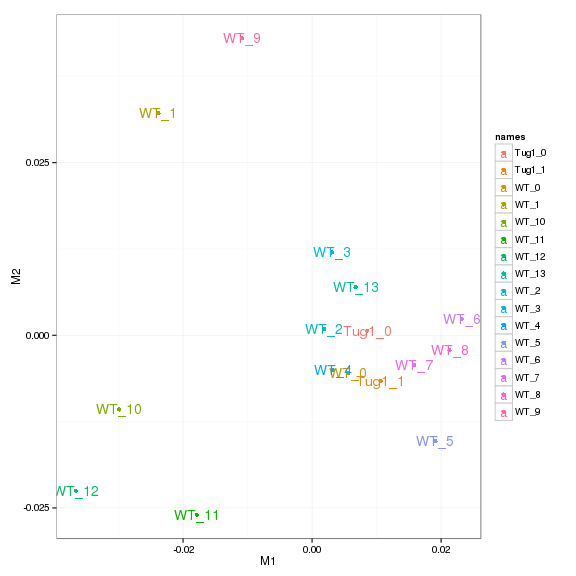 WT_9
WT_1
0.025
WT_3
WT_13
WT_6
0.000
WT_2
Tug1_0
WT_8
WT_7
WT_4
WT_0
Tug1_1
WT_10
WT_5
WT_12
WT_11
-0.025
-0.02
0.00
0.02
M1
M2
names
a Tug1_0
a Tug1_1
a WT_0
a WT_1
a WT_10
a WT_11
a WT_12
a WT_13
a WT_2
a WT_3
a WT_4
a WT_5
a WT_6
a WT_7
a WT_8
a WT_9